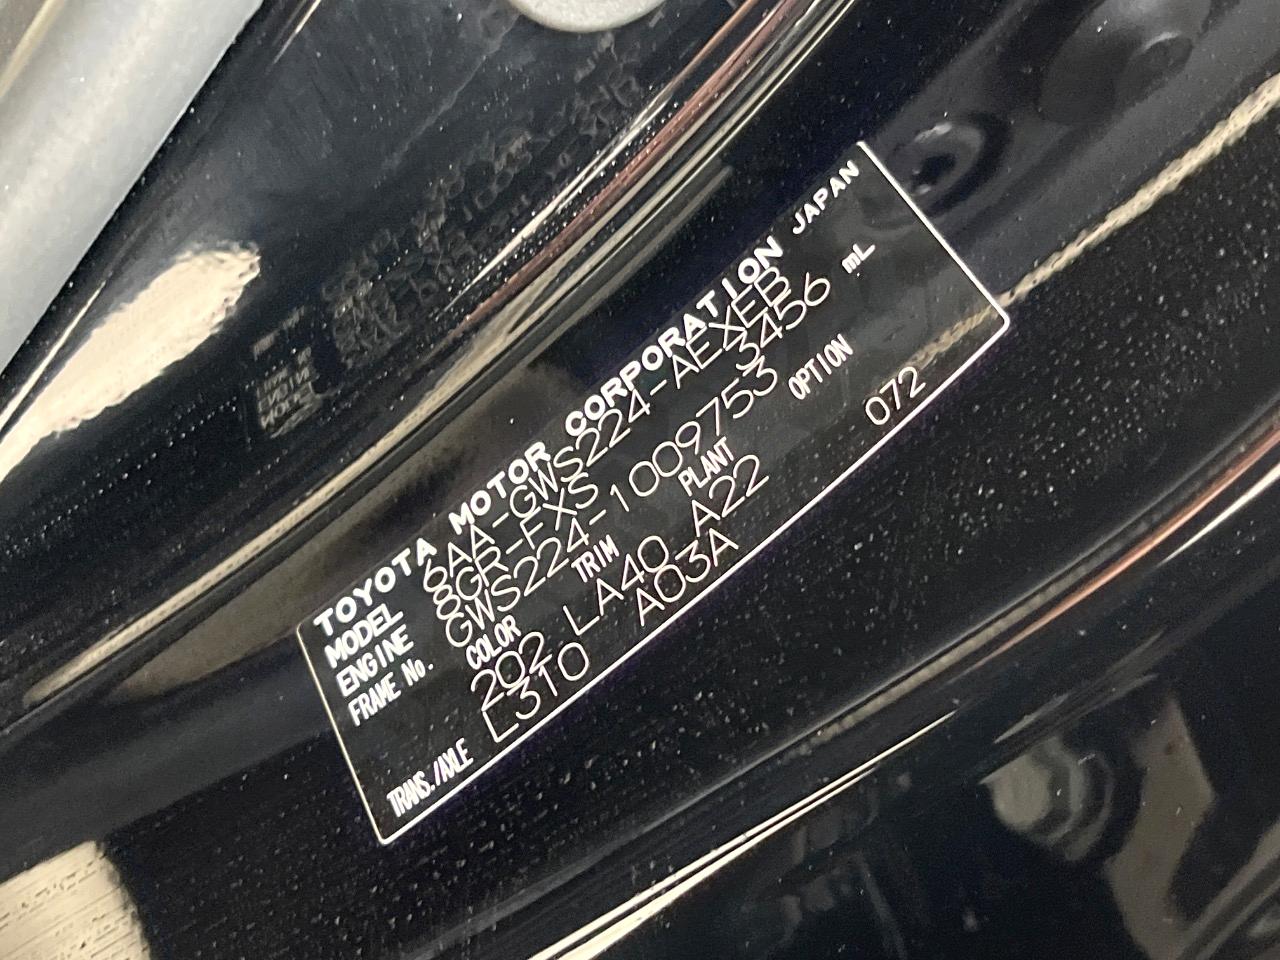 TOYOTA MOTOR CORPORATION JAPAN
MODEL 6AA-GWS224-AEXEB
ENGINE 8GR-FXS 3456 mL
FRAME No. GWS224-1009753
COLOR TRIM PLANT OPTION
202 LA40 A22 072
TRANS./AXLE L310 A03A